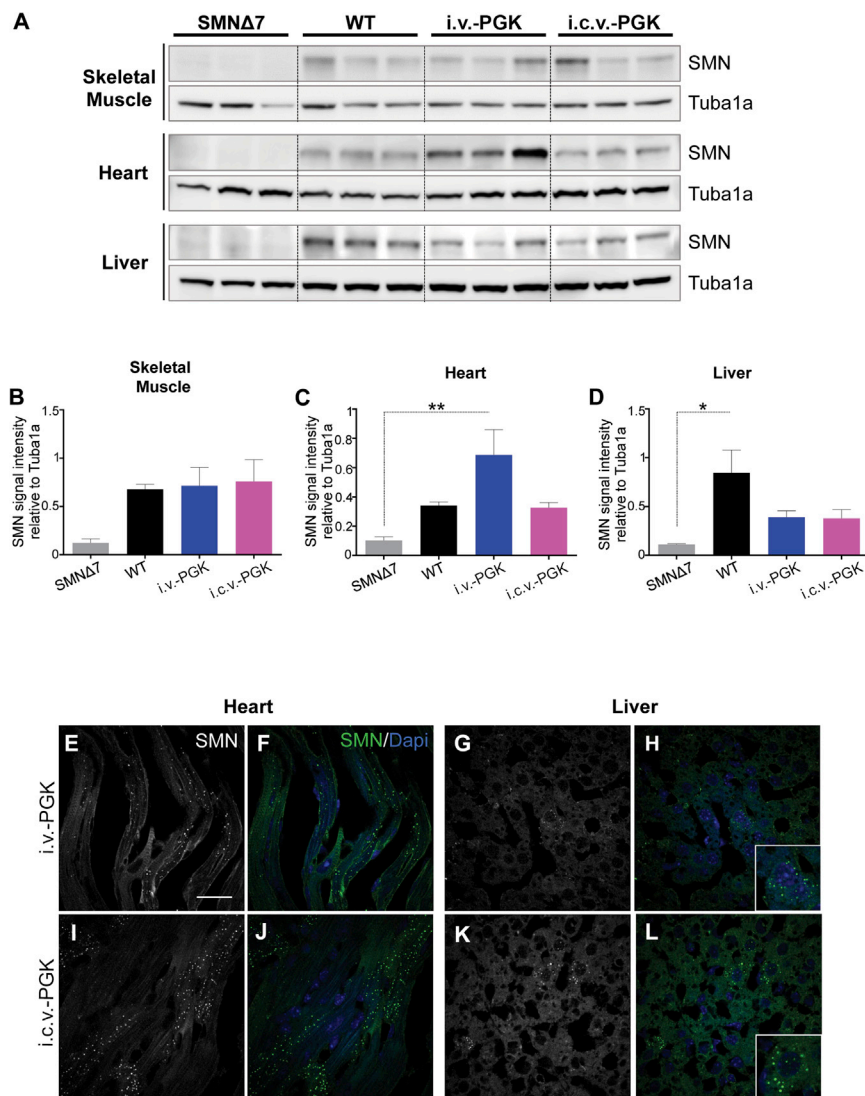 A
SMNΔ7 WT i.v.-PGK i.c.v.-PGK
Skeletal
Muscle
SMN
Tuba1a
Heart
SMN
Tuba1a
Liver
SMN
Tuba1a
B
Skeletal
Muscle
SMN signal intensity
relative to Tuba1a
1.5
1
0.5
0
SMNΔ7
WT
i.v.-PGK
i.c.v.-PGK
C
Heart
SMN signal intensity
relative to Tuba1a
1
0.8
0.6
0.4
0.2
0
**
SMNΔ7
WT
i.v.-PGK
i.c.v.-PGK
D
Liver
SMN signal intensity
relative to Tuba1a
1.5
1
0.5
0
*
SMNΔ7
WT
i.v.-PGK
i.c.v.-PGK
Heart Liver
i.v.-PGK
E SMN
F SMN/Dapi
G
H
i.c.v.-PGK
I
J
K
L